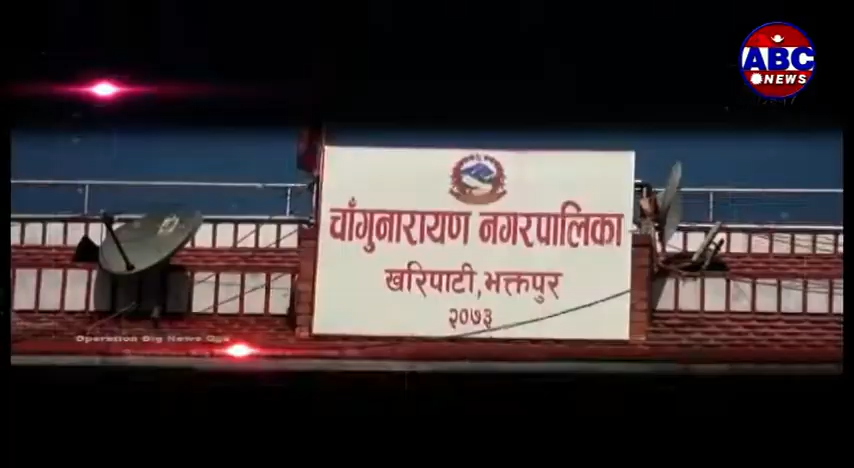 ABC
NEWS
चाँगुनारायण नगरपालिका
खरिपाटी, भक्तपुर
२०७३
Operation Big News Ops